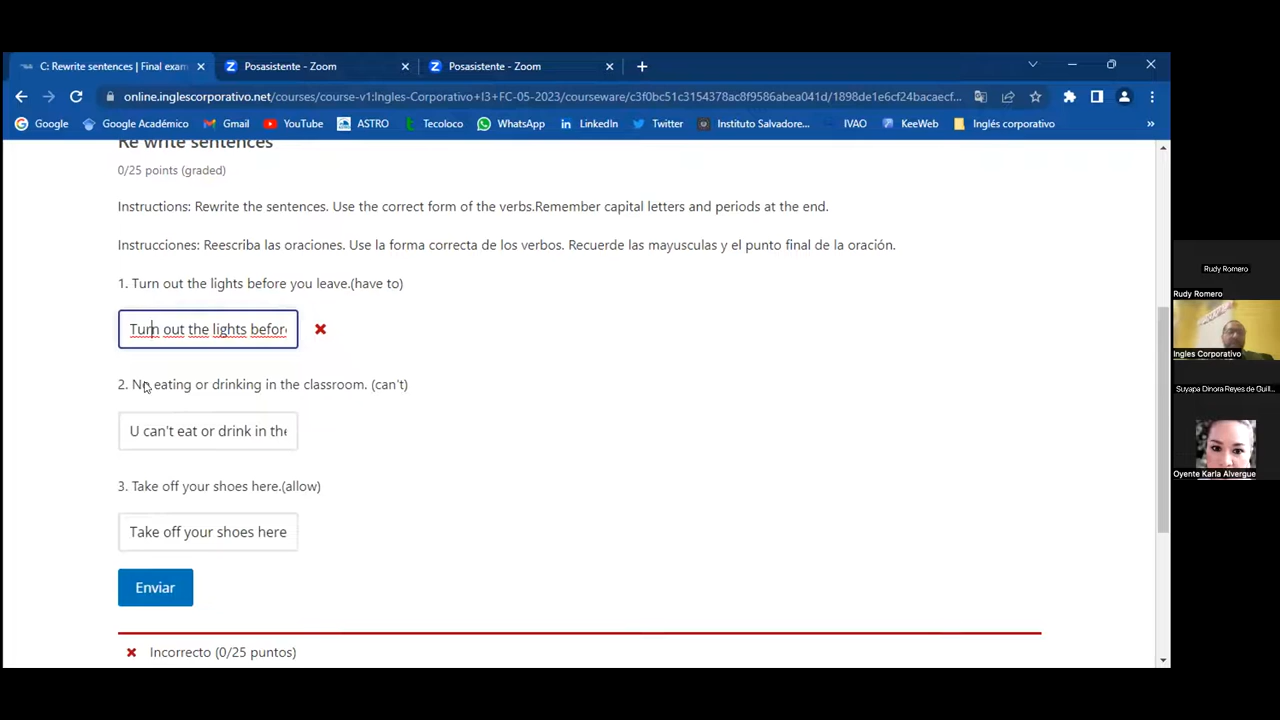 C: Rewrite sentences | Final exam
Posasistente - Zoom
Posasistente - Zoom
online.inglescorporativo.net/courses/course-v1:Ingles-Corporativo+I3+FC-05-2023/courseware/c3f0bc51c3154378ac8f9586abea041d/1898de1e6cf24bacaecf...
Google
Google Académico
Gmail
YouTube
ASTRO
Tecoloco
WhatsApp
LinkedIn
Twitter
Instituto Salvadore...
IVAO
KeeWeb
Inglés corporativo
»
Re write sentences
0/25 points (graded)
Instructions: Rewrite the sentences. Use the correct form of the verbs.Remember capital letters and periods at the end.
Instrucciones: Reescriba las oraciones. Use la forma correcta de los verbos. Recuerde las mayusculas y el punto final de la oración.
1. Turn out the lights before you leave.(have to)
Turn out the lights before
2. No eating or drinking in the classroom. (can't)
U can't eat or drink in the
3. Take off your shoes here.(allow)
Take off your shoes here
Enviar
Incorrecto (0/25 puntos)
Rudy Romero
Rudy Romero
Ingles Corporativo
Suyapa Dinora Reyes de Guill...
Oyente Karla Alvergue